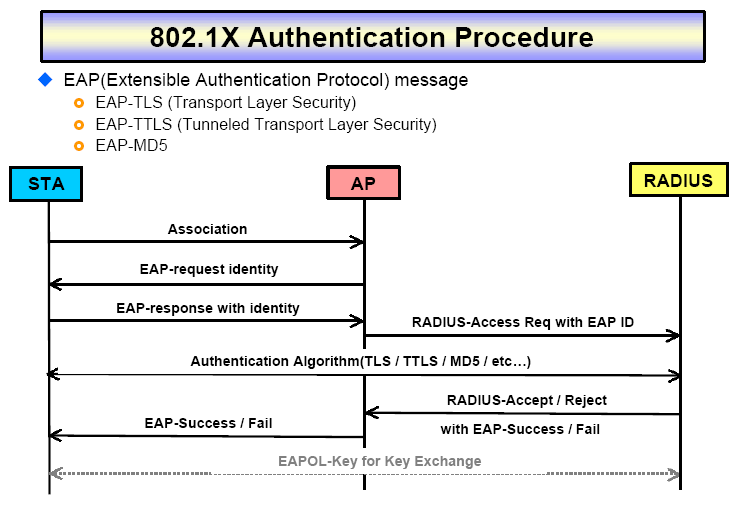 802.1X Authentication Procedure
EAP(Extensible Authentication Protocol) message
EAP-TLS (Transport Layer Security)
EAP-TTLS (Tunneled Transport Layer Security)
EAP-MD5
STA
AP
RADIUS
Association
EAP-request identity
EAP-response with identity
RADIUS-Access Req with EAP ID
Authentication Algorithm(TLS / TTLS / MD5 / etc…)
RADIUS-Accept / Reject
EAP-Success / Fail
with EAP-Success / Fail
EAPOL-Key for Key Exchange